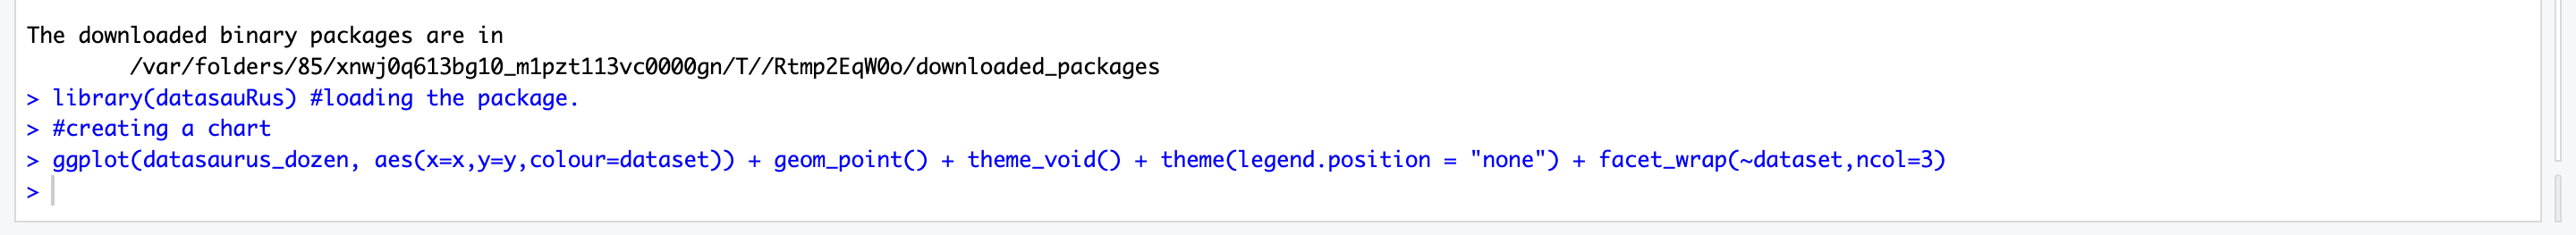 The downloaded binary packages are in
/var/folders/85/xnwj0q613bg10_m1pzt113vc0000gn/T//Rtmp2EqW0o/downloaded_packages
> library(datasauRus) #loading the package.
> #creating a chart
> ggplot(datasaurus_dozen, aes(x=x,y=y,colour=dataset)) + geom_point() + theme_void() + theme(legend.position = "none") + facet_wrap(~dataset,ncol=3)
>